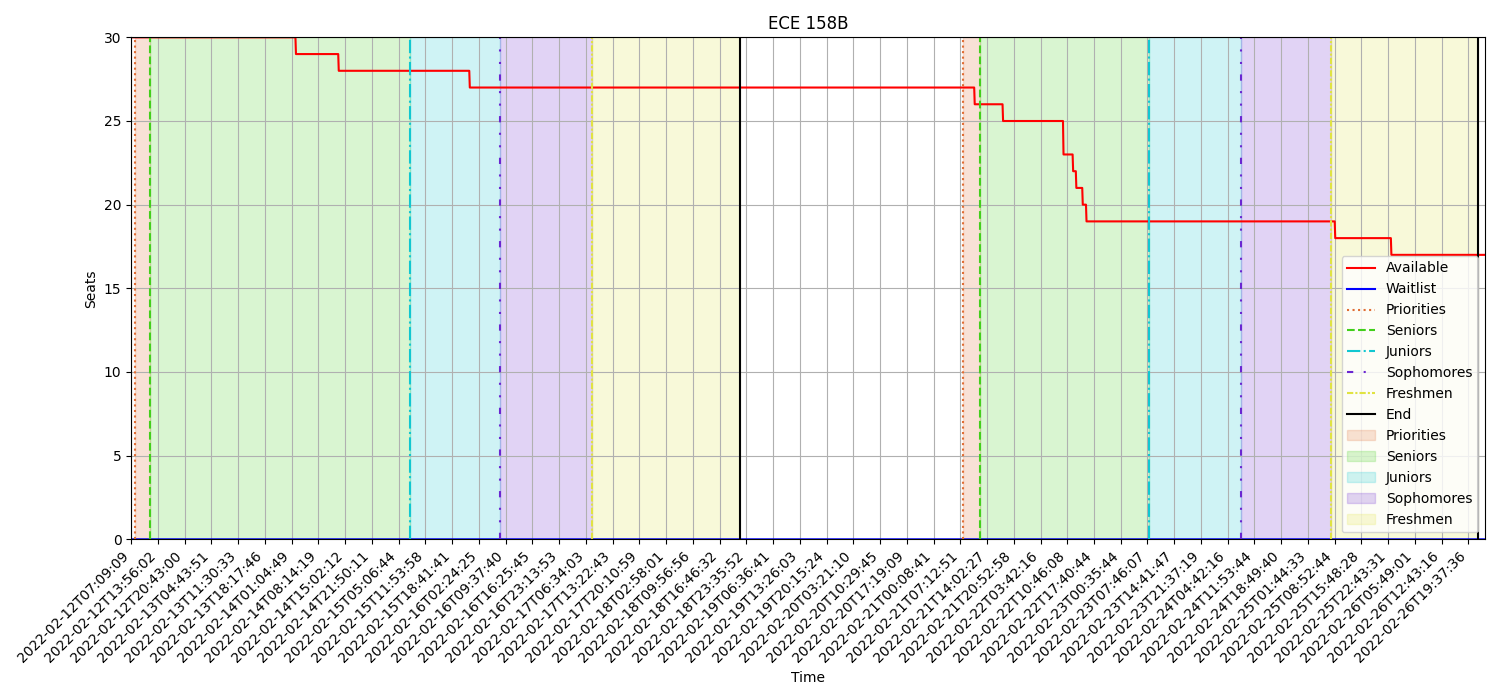 ECE 158B
Seats
30
25
20
15
10
5
0
Available
Waitlist
Priorities
Seniors
Juniors
Sophomores
Freshmen
End
Priorities
Seniors
Juniors
Sophomores
Freshmen
2022-02-12T07:09:09
2022-02-12T13:56:02
2022-02-12T20:43:00
2022-02-13T04:43:51
2022-02-13T11:30:33
2022-02-13T18:17:46
2022-02-14T01:04:49
2022-02-14T08:14:19
2022-02-14T15:02:12
2022-02-14T21:50:11
2022-02-15T05:06:44
2022-02-15T11:53:58
2022-02-15T18:41:41
2022-02-16T02:24:25
2022-02-16T09:37:40
2022-02-16T16:25:45
2022-02-16T23:13:53
2022-02-17T06:34:03
2022-02-17T13:22:43
2022-02-17T20:10:59
2022-02-18T02:58:01
2022-02-18T09:56:56
2022-02-18T16:46:32
2022-02-18T23:35:52
2022-02-19T06:36:41
2022-02-19T13:26:03
2022-02-19T20:15:24
2022-02-20T03:21:10
2022-02-20T10:29:45
2022-02-20T17:19:09
2022-02-21T00:08:41
2022-02-21T07:12:51
2022-02-21T14:02:27
2022-02-21T20:52:58
2022-02-22T03:42:16
2022-02-22T10:46:08
2022-02-22T17:40:44
2022-02-23T00:35:44
2022-02-23T07:46:07
2022-02-23T14:41:47
2022-02-23T21:37:19
2022-02-24T04:42:16
2022-02-24T11:53:44
2022-02-24T18:49:40
2022-02-25T01:44:33
2022-02-25T08:52:44
2022-02-25T15:48:28
2022-02-25T22:43:31
2022-02-26T05:49:01
2022-02-26T12:43:16
2022-02-26T19:37:36
Time